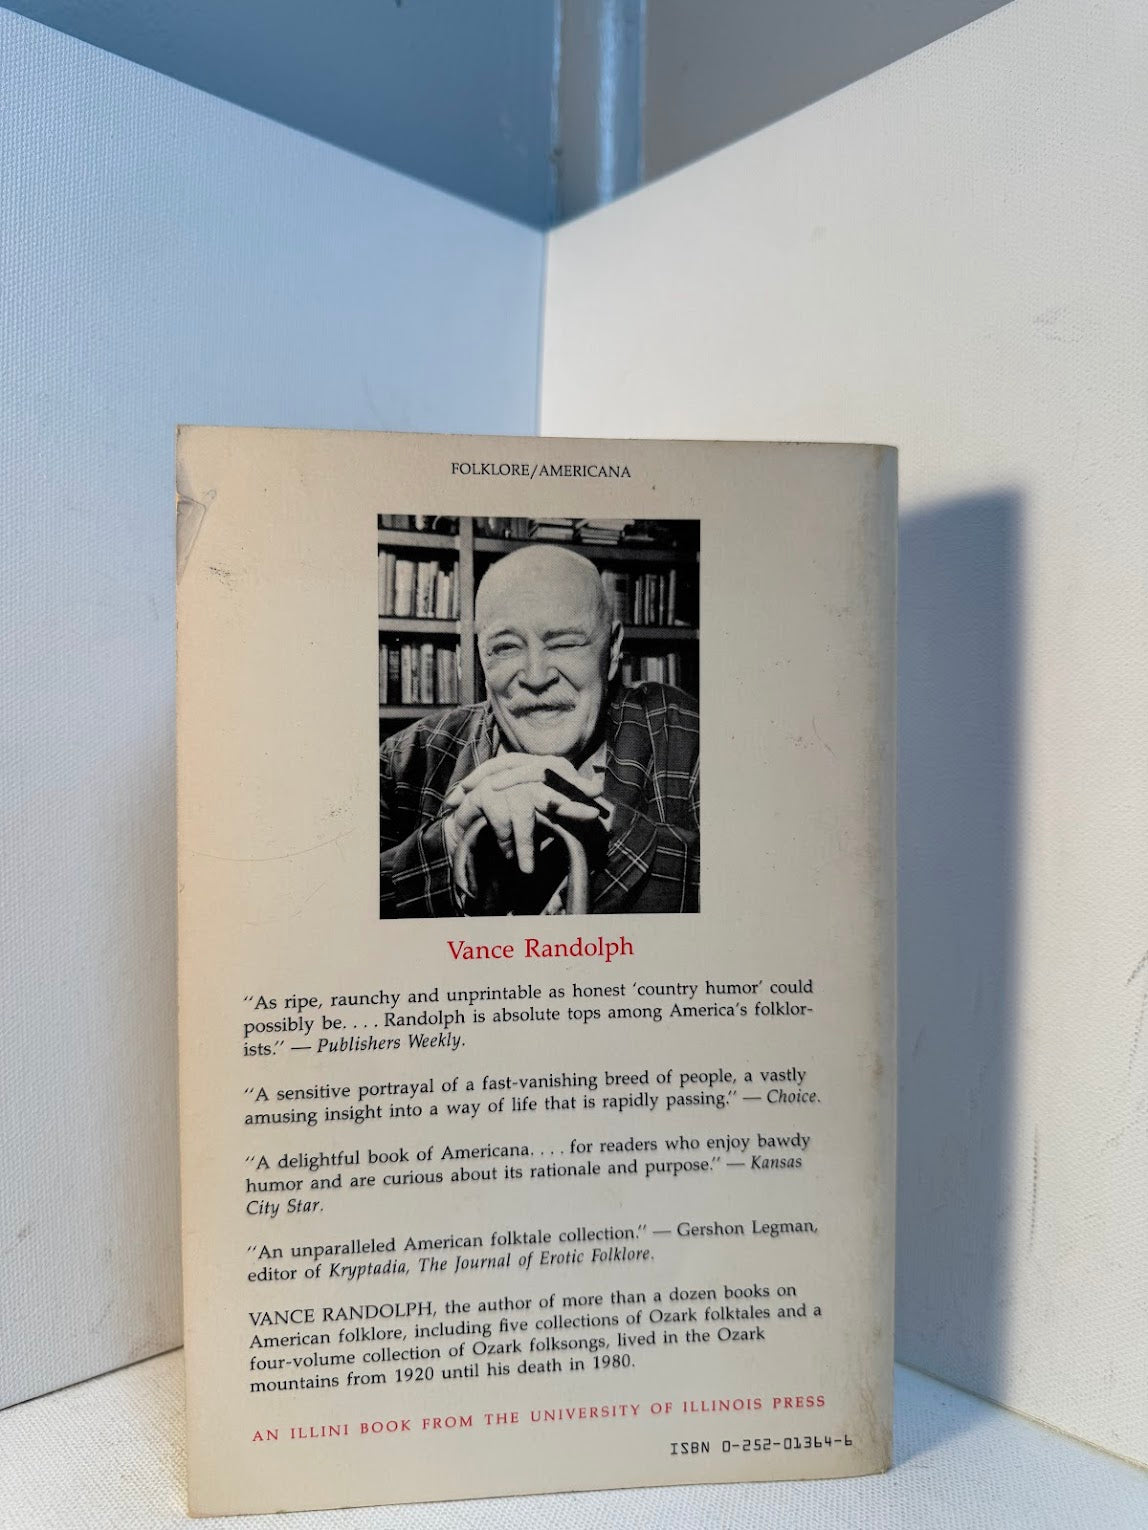 FOLKLORE/AMERICANA
Vance Randolph
“As ripe, raunchy and unprintable as honest ‘country humor’ could
possibly be. . . . Randolph is absolute tops among America’s folklor-
ists.” — Publishers Weekly.
“A sensitive portrayal of a fast-vanishing breed of people, a vastly
amusing insight into a way of life that is rapidly passing.” — Choice.
“A delightful book of Americana. . . . for readers who enjoy bawdy
humor and are curious about its rationale and purpose.” — Kansas
City Star.
“An unparalleled American folktale collection.” — Gershon Legman,
editor of Kryptadia, The Journal of Erotic Folklore.
VANCE RANDOLPH, the author of more than a dozen books on
American folklore, including five collections of Ozark folktales and a
four-volume collection of Ozark folksongs, lived in the Ozark
mountains from 1920 until his death in 1980.
AN ILLINI BOOK FROM THE UNIVERSITY OF ILLINOIS PRESS
ISBN 0-252-01364-6